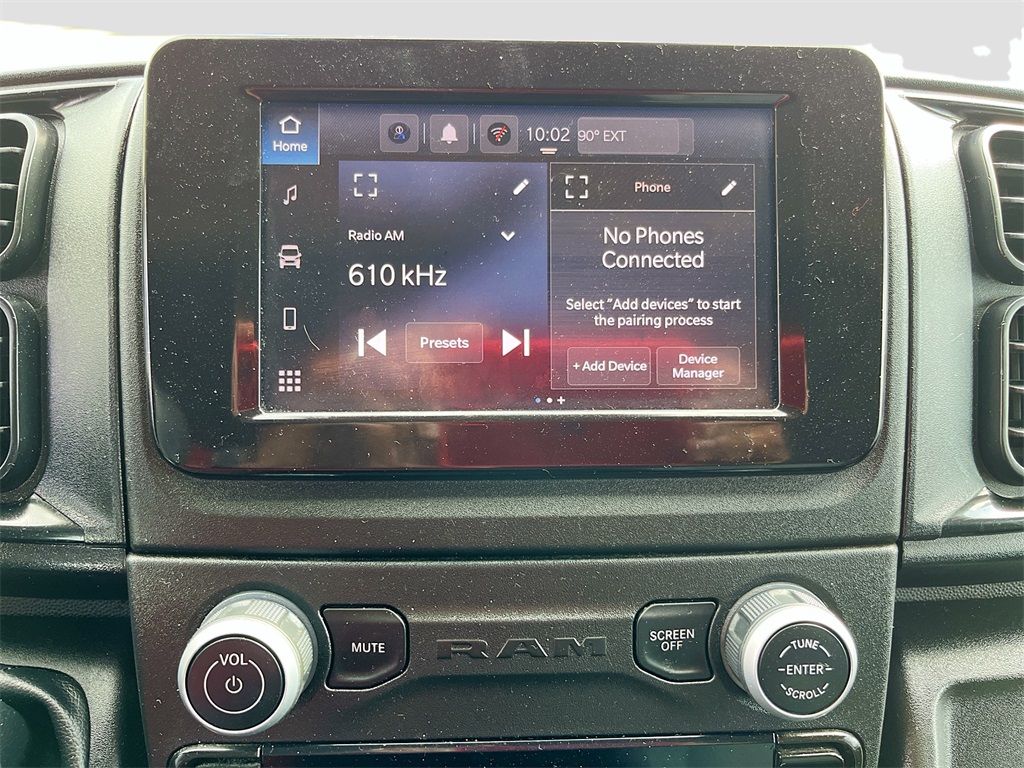 Home
10:02 90° EXT
Radio AM
610 kHz
Presets
Phone
No Phones
Connected
Select "Add devices" to start
the pairing process
+ Add Device
Device
Manager
VOL
MUTE
RAM
SCREEN
OFF
TUNE
ENTER
SCROLL